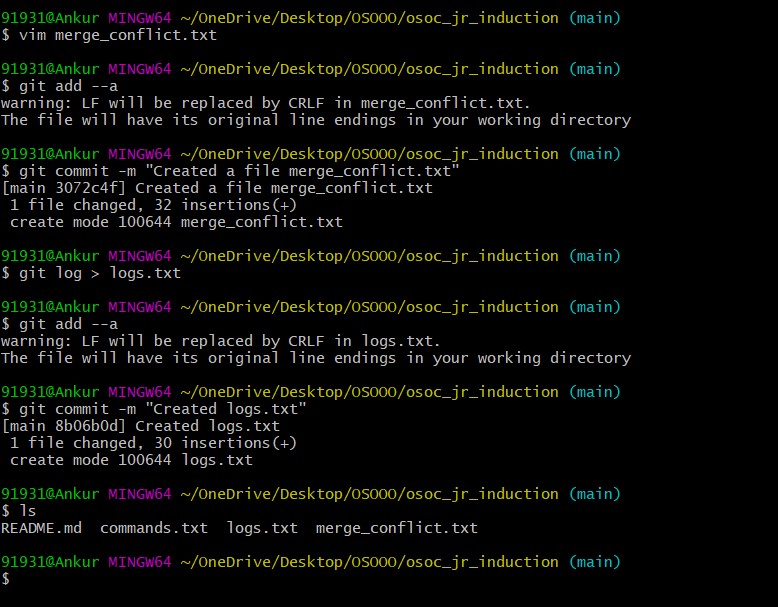 91931@Ankur MINGW64 ~/OneDrive/Desktop/OSOOO/osoc_jr_induction (main)
$ vim merge_conflict.txt
91931@Ankur MINGW64 ~/OneDrive/Desktop/OSOOO/osoc_jr_induction (main)
$ git add --a
warning: LF will be replaced by CRLF in merge_conflict.txt.
The file will have its original line endings in your working directory
91931@Ankur MINGW64 ~/OneDrive/Desktop/OSOOO/osoc_jr_induction (main)
$ git commit -m "Created a file merge_conflict.txt"
[main 3072c4f] Created a file merge_conflict.txt
 1 file changed, 32 insertions(+)
 create mode 100644 merge_conflict.txt
91931@Ankur MINGW64 ~/OneDrive/Desktop/OSOOO/osoc_jr_induction (main)
$ git log > logs.txt
91931@Ankur MINGW64 ~/OneDrive/Desktop/OSOOO/osoc_jr_induction (main)
$ git add --a
warning: LF will be replaced by CRLF in logs.txt.
The file will have its original line endings in your working directory
91931@Ankur MINGW64 ~/OneDrive/Desktop/OSOOO/osoc_jr_induction (main)
$ git commit -m "Created logs.txt"
[main 8b06b0d] Created logs.txt
 1 file changed, 30 insertions(+)
 create mode 100644 logs.txt
91931@Ankur MINGW64 ~/OneDrive/Desktop/OSOOO/osoc_jr_induction (main)
$ ls
README.md  commands.txt  logs.txt  merge_conflict.txt
91931@Ankur MINGW64 ~/OneDrive/Desktop/OSOOO/osoc_jr_induction (main)
$